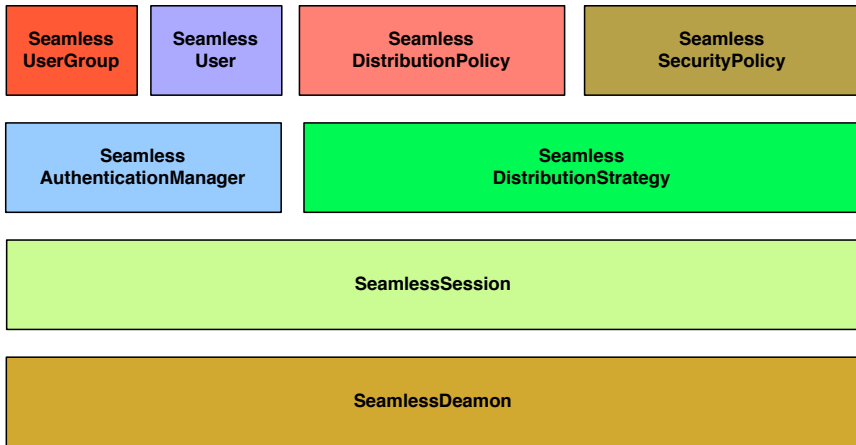 Seamless
UserGroup
Seamless
User
Seamless
DistributionPolicy
Seamless
SecurityPolicy
Seamless
AuthenticationManager
Seamless
DistributionStrategy
SeamlessSession
SeamlessDeamon